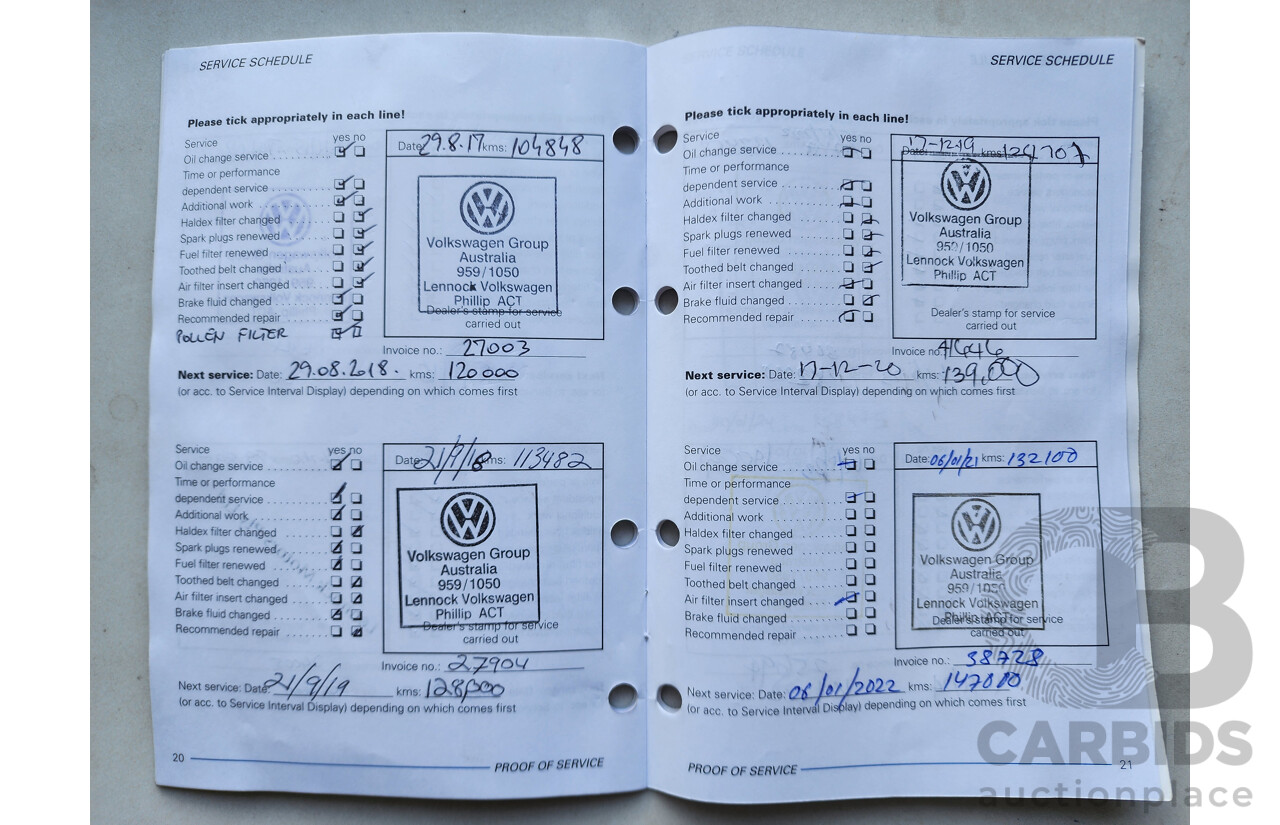 SERVICE SCHEDULE
Please tick appropriately in each line!
Service yes no
Oil change service
Time or performance
dependent service
Additional work
Haldex filter changed
Spark plugs renewed
Fuel filter renewed
Toothed belt changed
Air filter insert changed
Brake fluid changed
Recommended repair
POLLEN FILTER
Date: 29.8.17 kms: 104848
Volkswagen Group
Australia
959/1050
Lennock Volkswagen
Phillip ACT
Dealer's stamp for service
carried out
Invoice no.: 27003
Next service: Date: 29.08.2018. kms: 120000
(or acc. to Service Interval Display) depending on which comes first
Service yes no
Oil change service
Time or performance
dependent service
Additional work
Haldex filter changed
Spark plugs renewed
Fuel filter renewed
Toothed belt changed
Air filter insert changed
Brake fluid changed
Recommended repair
Date: 21/9/18 kms: 113482
Volkswagen Group
Australia
959/1050
Lennock Volkswagen
Phillip ACT
Dealer's stamp for service
carried out
Invoice no.: 27904
Next service: Date: 21/9/19 kms: 128,000
(or acc. to Service Interval Display) depending on which comes first
20 PROOF OF SERVICE
SERVICE SCHEDULE
Please tick appropriately in each line!
Service yes no
Oil change service
Time or performance
dependent service
Additional work
Haldex filter changed
Spark plugs renewed
Fuel filter renewed
Toothed belt changed
Air filter insert changed
Brake fluid changed
Recommended repair
Date: 17-12-19 kms: 124707
Volkswagen Group
Australia
959/1050
Lennock Volkswagen
Phillip ACT
Dealer's stamp for service
carried out
Invoice no.
Next service: Date: 17-12-20 kms: 139,000
(or acc. to Service Interval Display) depending on which comes first
Service yes no
Oil change service
Time or performance
dependent service
Additional work
Haldex filter changed
Spark plugs renewed
Fuel filter renewed
Toothed belt changed
Air filter insert changed
Brake fluid changed
Recommended repair
Date: 06/01/21 kms: 132100
Volkswagen Group
Australia
959/1050
Lennock Volkswagen
Phillip ACT
Dealer's stamp for service
carried out
Invoice no.: 38728
Next service: Date: 06/01/2022 kms: 147000
(or acc. to Service Interval Display) depending on which comes first
PROOF OF SERVICE 21
B
CARBIDS
auctionplace